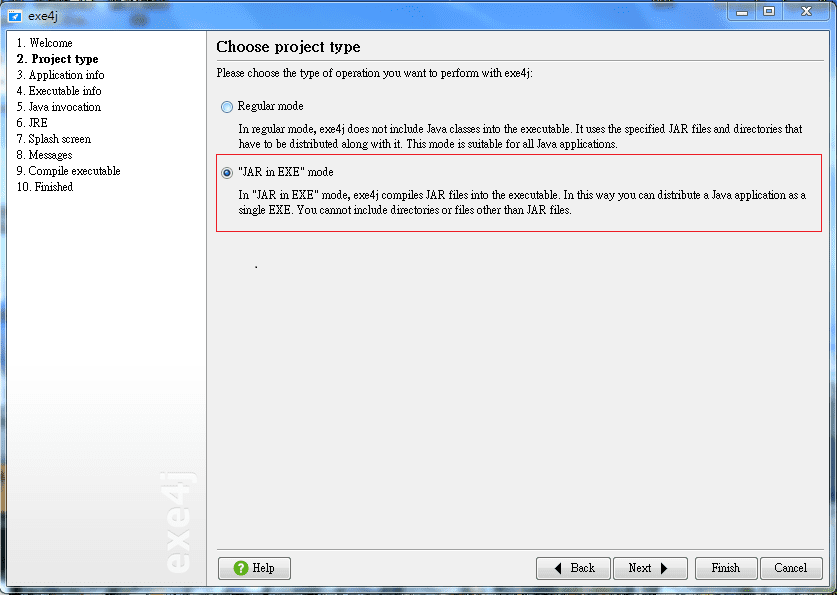 exe4j
1. Welcome
2. Project type
3. Application info
4. Executable info
5. Java invocation
6. JRE
7. Splash screen
8. Messages
9. Compile executable
10. Finished
exe4j
Choose project type
Please choose the type of operation you want to perform with exe4j:
Regular mode
In regular mode, exe4j does not include Java classes into the executable. It uses the specified JAR files and directories that
have to be distributed along with it. This mode is suitable for all Java applications.
"JAR in EXE" mode
In "JAR in EXE" mode, exe4j compiles JAR files into the executable. In this way you can distribute a Java application as a
single EXE. You cannot include directories or files other than JAR files.
Help
Back
Next
Finish
Cancel